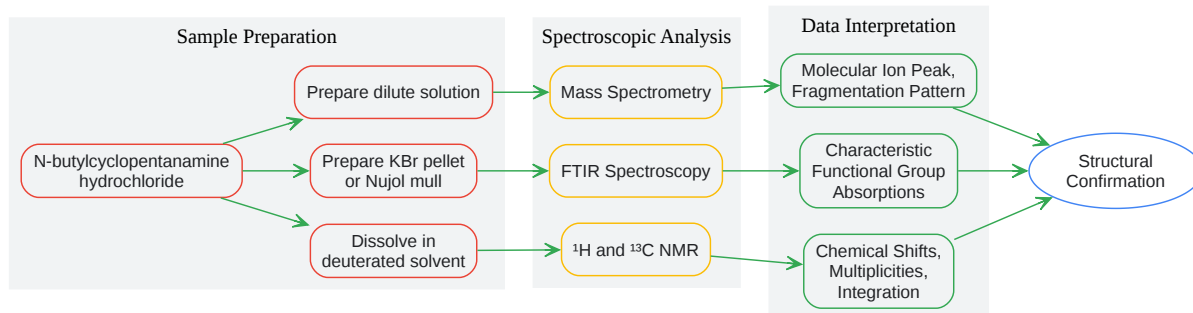 Sample Preparation
Spectroscopic Analysis
Data Interpretation
Prepare dilute solution
Mass Spectrometry
Molecular Ion Peak,
Fragmentation Pattern
N-butylcyclopentanamine
hydrochloride
Prepare KBr pellet
or Nujol mull
FTIR Spectroscopy
Characteristic
Functional Group
Absorptions
Structural
Confirmation
Dissolve in
deuterated solvent
¹H and ¹³C NMR
Chemical Shifts,
Multiplicities,
Integration